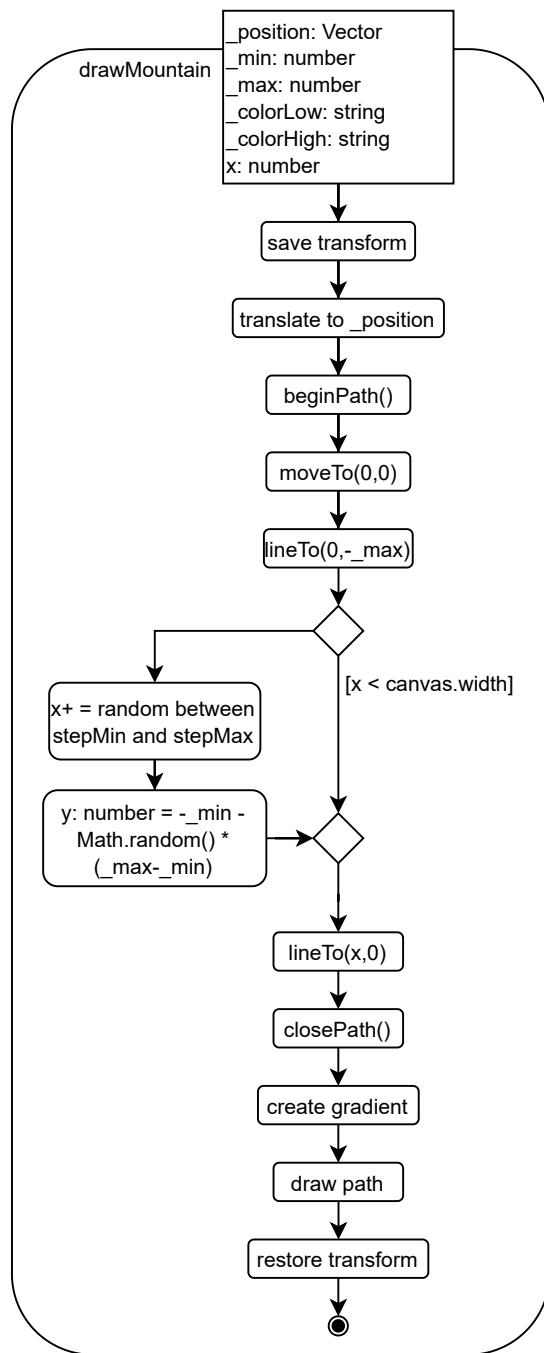 drawMountain
_position: Vector
_min: number
_max: number
_colorLow: string
_colorHigh: string
x: number
save transform
translate to _position
beginPath()
moveTo(0,0)
lineTo(0,-_max)
[x < canvas.width]
x+ = random between
stepMin and stepMax
y: number = -_min -
Math.random() *
(_max-_min)
lineTo(x,0)
closePath()
create gradient
draw path
restore transform